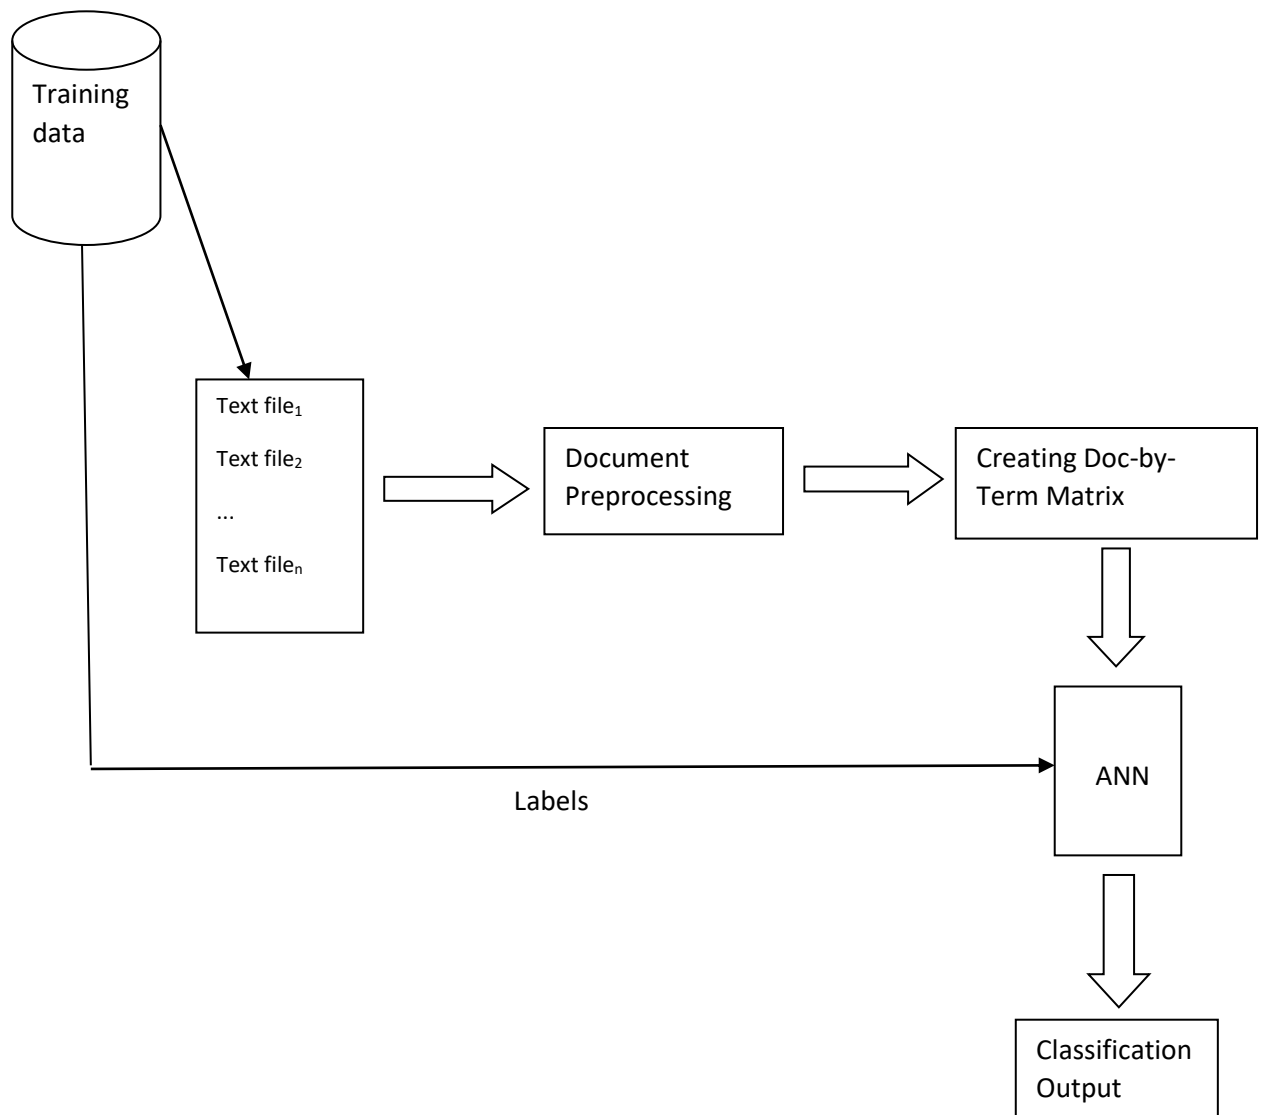 Training
data
Text file₁
Text file₂
...
Text fileₙ
Document
Preprocessing
Creating Doc-by-
Term Matrix
Labels
ANN
Classification
Output